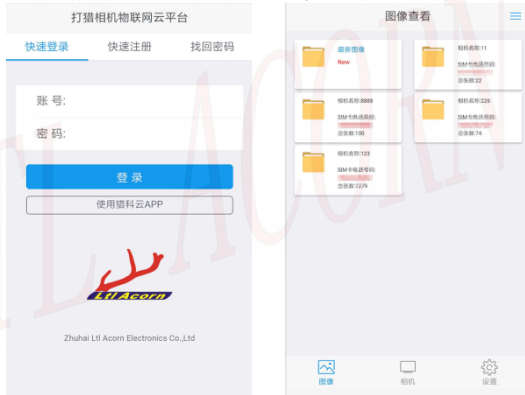 打猎相机物联网云平台
快速登录 快速注册 找回密码
账 号:
密 码:
登 录
使用猎科云APP
Ltl Acorn
Zhuhai Ltl Acorn Electronics Co.,Ltd
图像查看
最新图像
New
相机名称:11
SIM卡电话号码:
总张数:22
相机名称:8888
SIM卡电话号码:
总张数:100
相机名称:226
SIM卡电话号码:
总张数:74
相机名称:123
SIM卡电话号码:
总张数:1279
图像 相机 设置
LTL ACORN